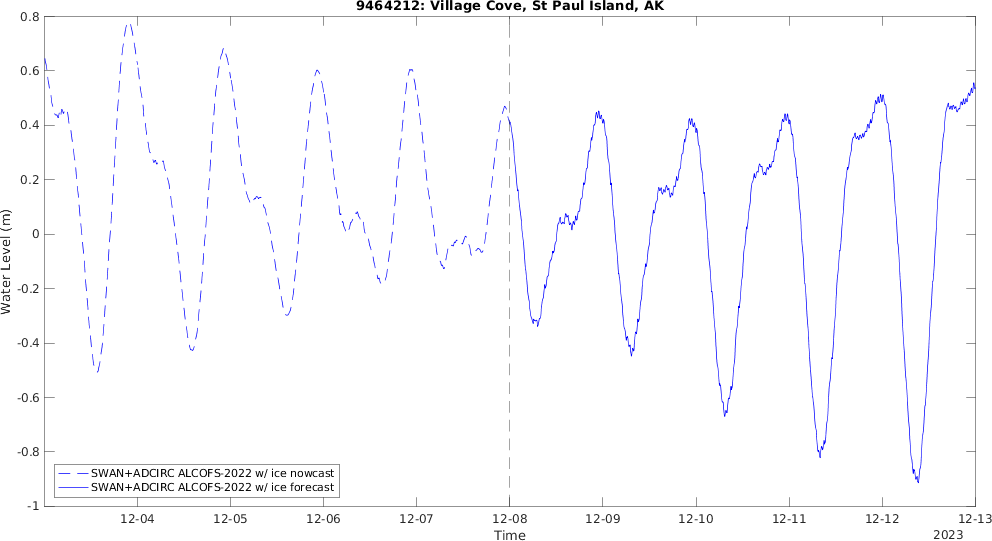 9464212: Village Cove, St Paul Island, AK
Water Level (m)
0.8
0.6
0.4
0.2
0
-0.2
-0.4
-0.6
-0.8
-1
SWAN+ADCIRC ALCOFS-2022 w/ ice nowcast
SWAN+ADCIRC ALCOFS-2022 w/ ice forecast
12-04 12-05 12-06 12-07 12-08 12-09 12-10 12-11 12-12 12-13
Time
2023